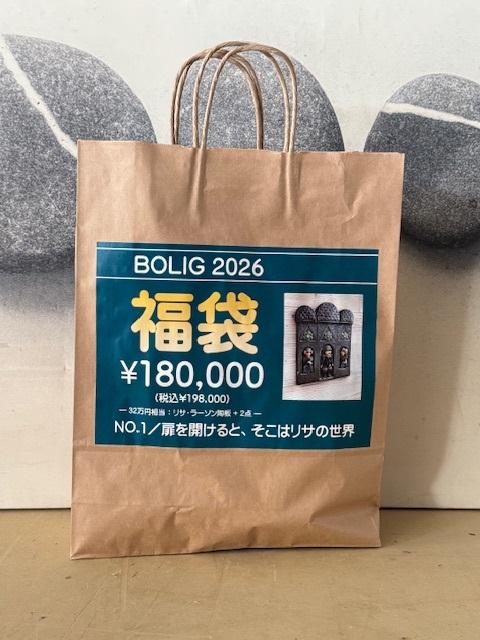 BOLIG 2026
福袋
¥180,000
(税込¥198,000)
― 32万円相当：リサ・ラーソン陶板＋2点 ―
NO.1／扉を開けると、そこはリサの世界